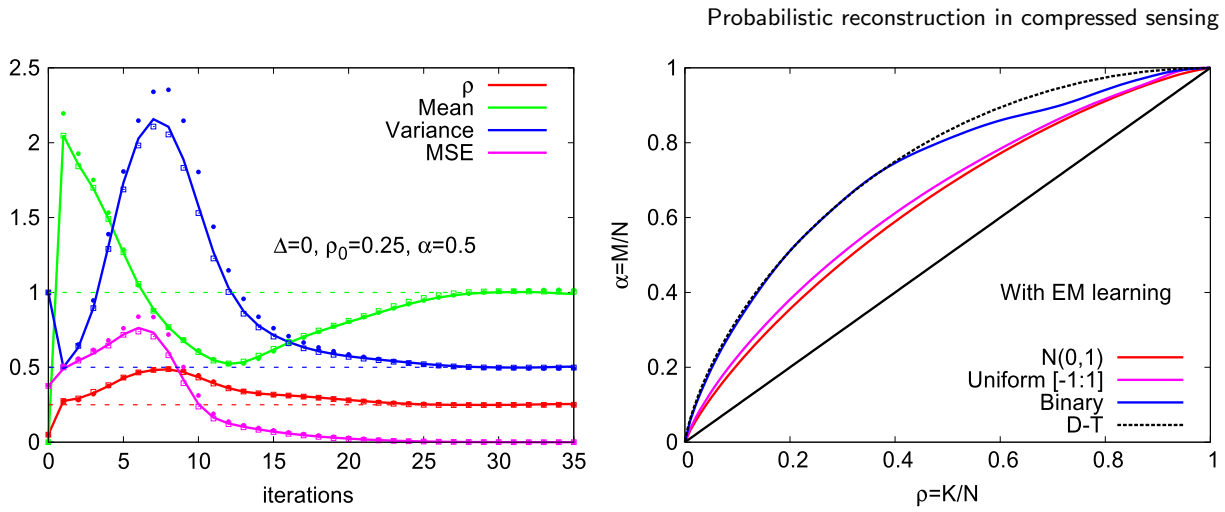 Probabilistic reconstruction in compressed sensing
2.5
2
1.5
1
0.5
0
0 5 10 15 20 25 30 35
iterations
ρ
Mean
Variance
MSE
Δ=0, ρ₀=0.25, α=0.5
1
0.8
0.6
0.4
0.2
0
0 0.2 0.4 0.6 0.8 1
α=M/N
ρ=K/N
With EM learning
N(0,1)
Uniform [-1:1]
Binary
D-T